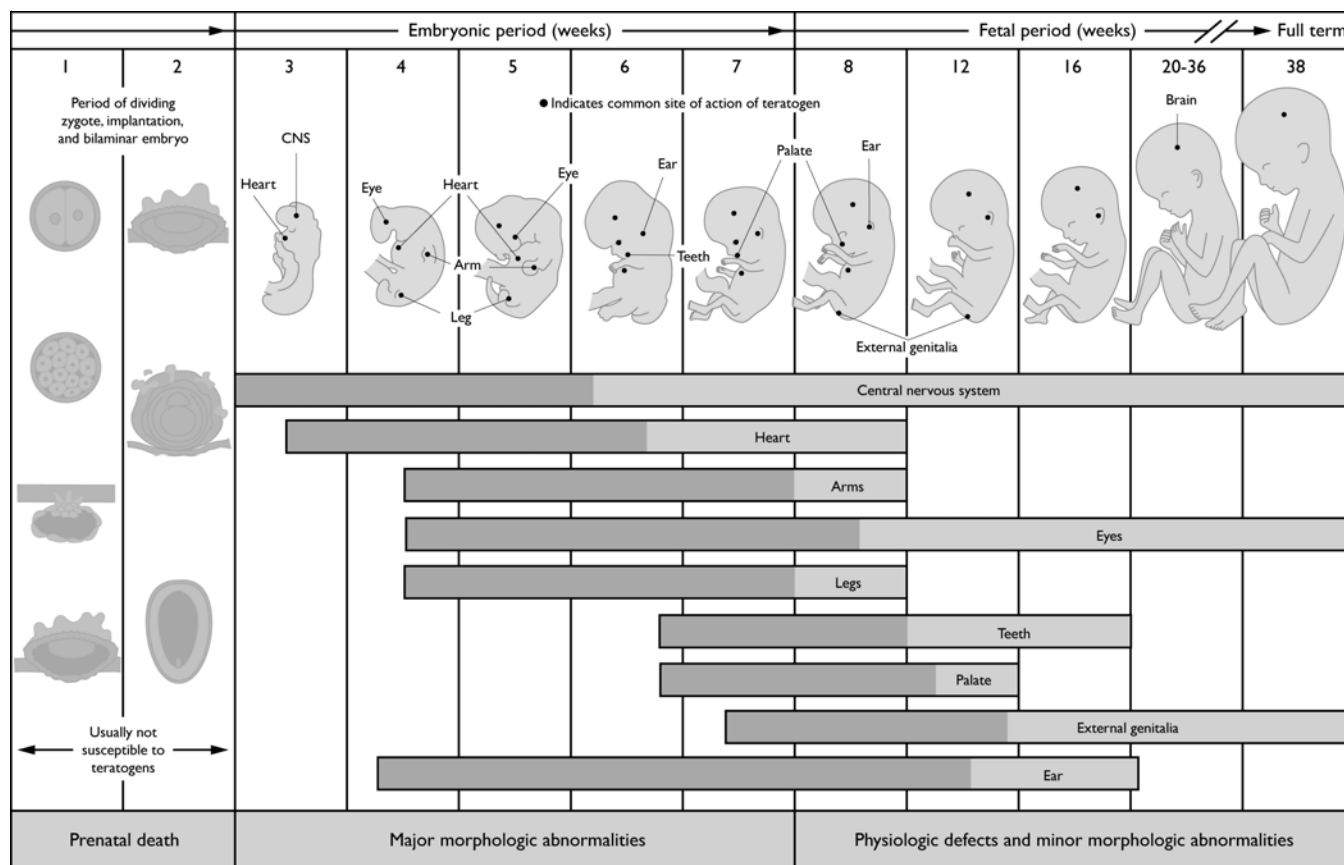 Embryonic period (weeks)
Fetal period (weeks)
Full term
1
2
3
4
5
6
7
8
12
16
20-36
38
Period of dividing
zygote, implantation,
and bilaminar embryo
● Indicates common site of action of teratogen
CNS
Heart
Eye
Heart
Eye
Ear
Palate
Ear
Brain
Arm
Teeth
Leg
External genitalia
Central nervous system
Heart
Arms
Eyes
Legs
Teeth
Palate
External genitalia
Ear
Usually not
susceptible to
teratogens
Prenatal death
Major morphologic abnormalities
Physiologic defects and minor morphologic abnormalities